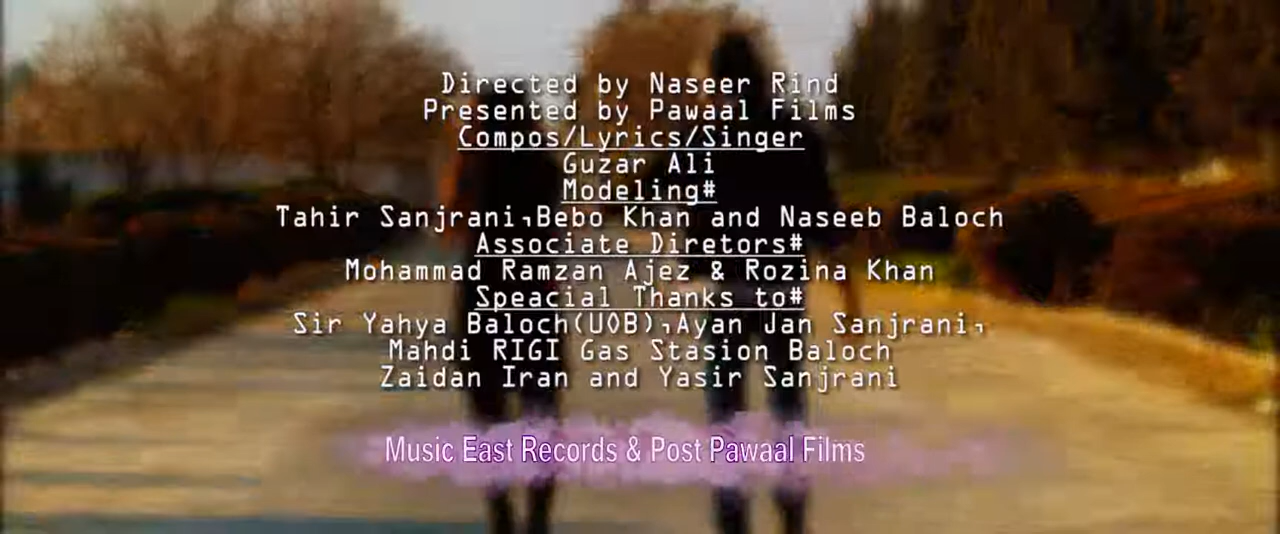 Directed by Naseer Rind
Presented by Pawaal Films
Compos/Lyrics/Singer
Guzar Ali
Modeling#
Tahir Sanjrani,Bebo Khan and Naseeb Baloch
Associate Diretors#
Mohammad Ramzan Ajez & Rozina Khan
Speacial Thanks to#
Sir Yahya Baloch(UOB),Ayan Jan Sanjrani,
Mahdi RIGI Gas Stasion Baloch
Zaidan Iran and Yasir Sanjrani
Music East Records & Post Pawaal Films